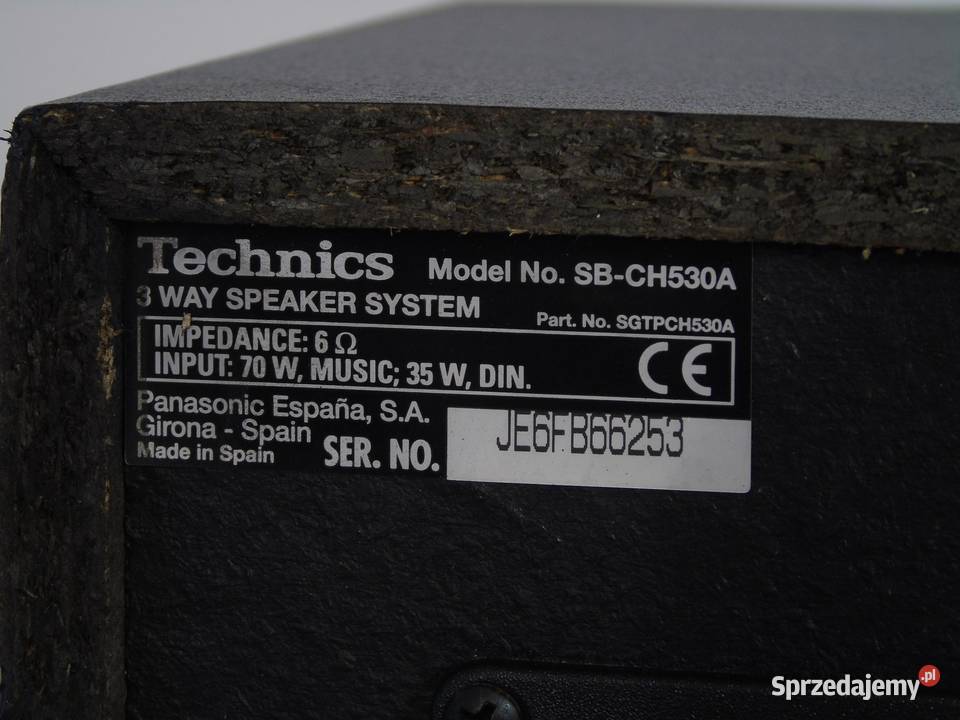 Technics Model No. SB-CH530A
3 WAY SPEAKER SYSTEM
Part. No. SGTPCH530A
IMPEDANCE: 6 Ω
INPUT: 70 W, MUSIC; 35 W, DIN.
CE
Panasonic España, S.A.
Girona - Spain
Made in Spain
SER. NO. JE6FB66253
Sprzedajemy.pl